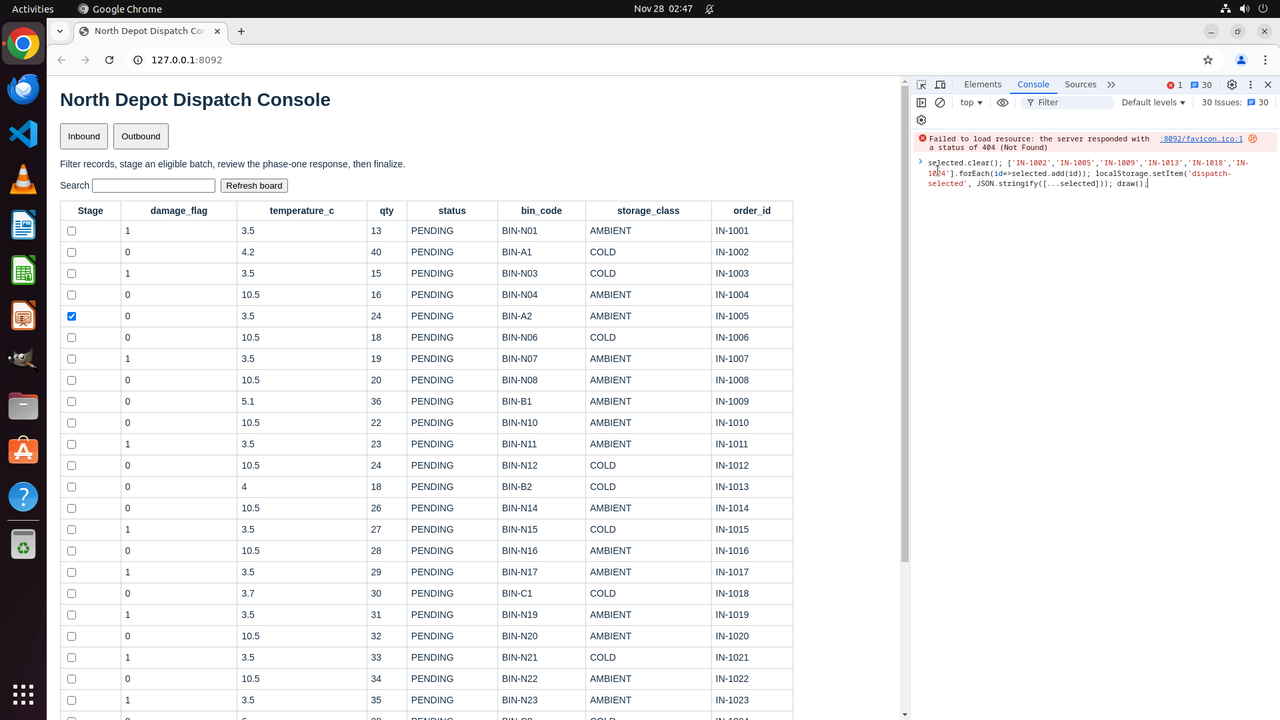 Activities
Google Chrome
Nov 28 02:47
North Depot Dispatch Con
127.0.0.1:8092
North Depot Dispatch Console
Inbound
Outbound
Filter records, stage an eligible batch, review the phase-one response, then finalize.
Search
Refresh board
Stage damage_flag temperature_c qty status bin_code storage_class order_id
1 3.5 13 PENDING BIN-N01 AMBIENT IN-1001
0 4.2 40 PENDING BIN-A1 COLD IN-1002
1 3.5 15 PENDING BIN-N03 COLD IN-1003
0 10.5 16 PENDING BIN-N04 AMBIENT IN-1004
0 3.5 24 PENDING BIN-A2 AMBIENT IN-1005
0 10.5 18 PENDING BIN-N06 COLD IN-1006
1 3.5 19 PENDING BIN-N07 AMBIENT IN-1007
0 10.5 20 PENDING BIN-N08 AMBIENT IN-1008
0 5.1 36 PENDING BIN-B1 AMBIENT IN-1009
0 10.5 22 PENDING BIN-N10 AMBIENT IN-1010
1 3.5 23 PENDING BIN-N11 AMBIENT IN-1011
0 10.5 24 PENDING BIN-N12 COLD IN-1012
0 4 18 PENDING BIN-B2 COLD IN-1013
0 10.5 26 PENDING BIN-N14 AMBIENT IN-1014
1 3.5 27 PENDING BIN-N15 COLD IN-1015
0 10.5 28 PENDING BIN-N16 AMBIENT IN-1016
1 3.5 29 PENDING BIN-N17 AMBIENT IN-1017
0 3.7 30 PENDING BIN-C1 COLD IN-1018
1 3.5 31 PENDING BIN-N19 AMBIENT IN-1019
0 10.5 32 PENDING BIN-N20 AMBIENT IN-1020
1 3.5 33 PENDING BIN-N21 COLD IN-1021
0 10.5 34 PENDING BIN-N22 AMBIENT IN-1022
1 3.5 35 PENDING BIN-N23 AMBIENT IN-1023
Elements Console Sources 1 30
top Filter Default levels 30 Issues: 30
Failed to load resource: the server responded with :8092/favicon.ico:1
a status of 404 (Not Found)
selected.clear(); ['IN-1002','IN-1005','IN-1009','IN-1013','IN-1018','IN-
1024'].forEach(id=>selected.add(id)); localStorage.setItem('dispatch-
selected', JSON.stringify([...selected])); draw();